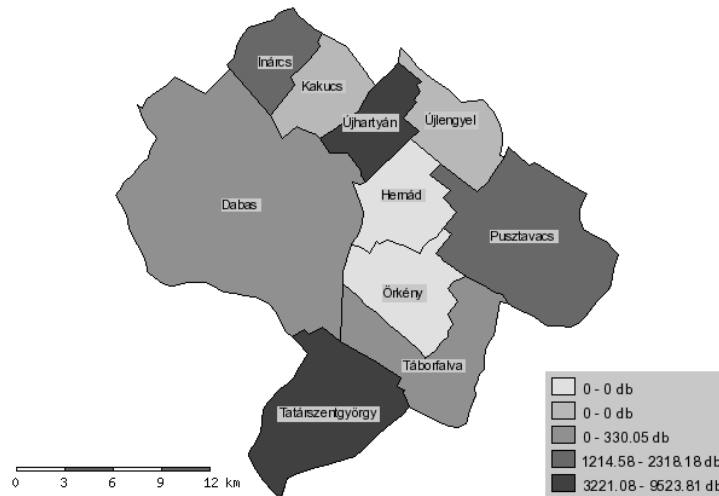 Inárcs
Kakucs
Újhartyán
Újlengyel
Hernád
Dabas
Pusztavacs
Örkény
Táborfalva
Tatárszentgyörgy
0 - 0 db
0 - 0 db
0 - 330.05 db
1214.58 - 2318.18 db
3221.08 - 9523.81 db
0 3 6 9 12 km